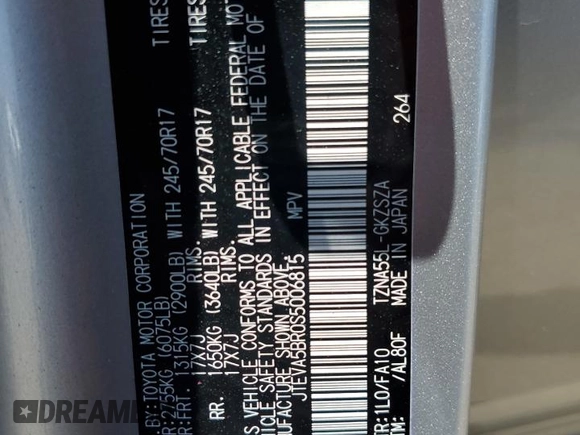 BY: TOYOTA MOTOR CORPORATION
R: 2755KG (6075LB)
R: FRT. 1315KG (2900LB) WITH 245/70R17 TIRES
17X7J RIMS.
RR. 1650KG (3640LB) WITH 245/70R17 TIRES
17X7J RIMS.
S VEHICLE CONFORMS TO ALL APPLICABLE FEDERAL MOT
ICLE SAFETY STANDARDS IN EFFECT ON THE DATE OF
UFACTURE SHOWN ABOVE.
JTEVA5BR0S5006815 MPV
R: 1L0/FA10 TZNA55L-GKZSZA
TM: /AL80F MADE IN JAPAN 264
DREAMBID